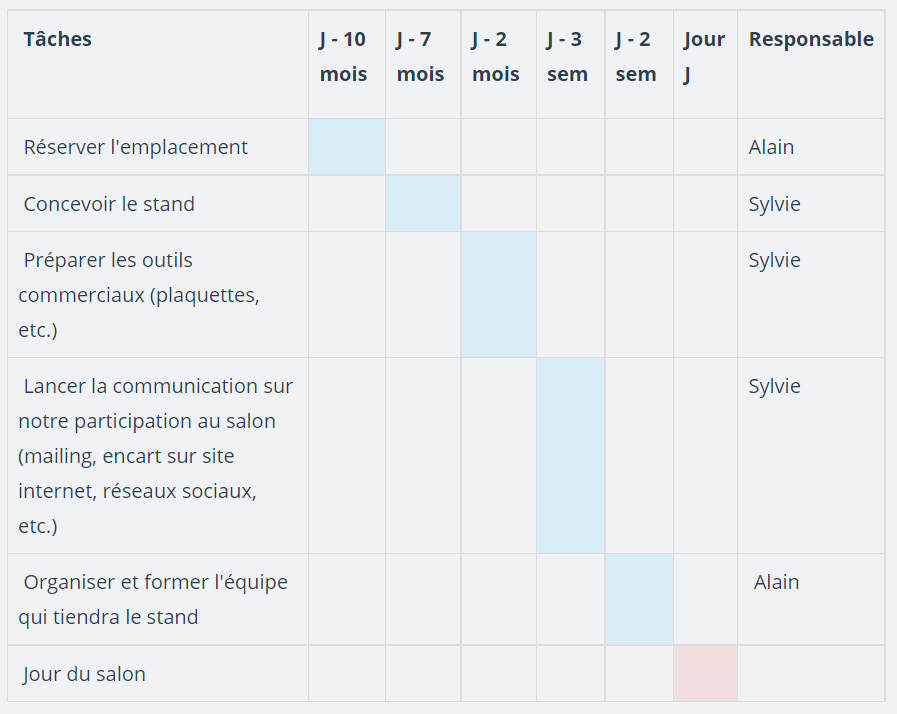 Tâches
J - 10
mois
J - 7
mois
J - 2
mois
J - 3
sem
J - 2
sem
Jour
J
Responsable
Réserver l'emplacement
Alain
Concevoir le stand
Sylvie
Préparer les outils
commerciaux (plaquettes,
etc.)
Sylvie
Lancer la communication sur
notre participation au salon
(mailing, encart sur site
internet, réseaux sociaux,
etc.)
Sylvie
Organiser et former l'équipe
qui tiendra le stand
Alain
Jour du salon